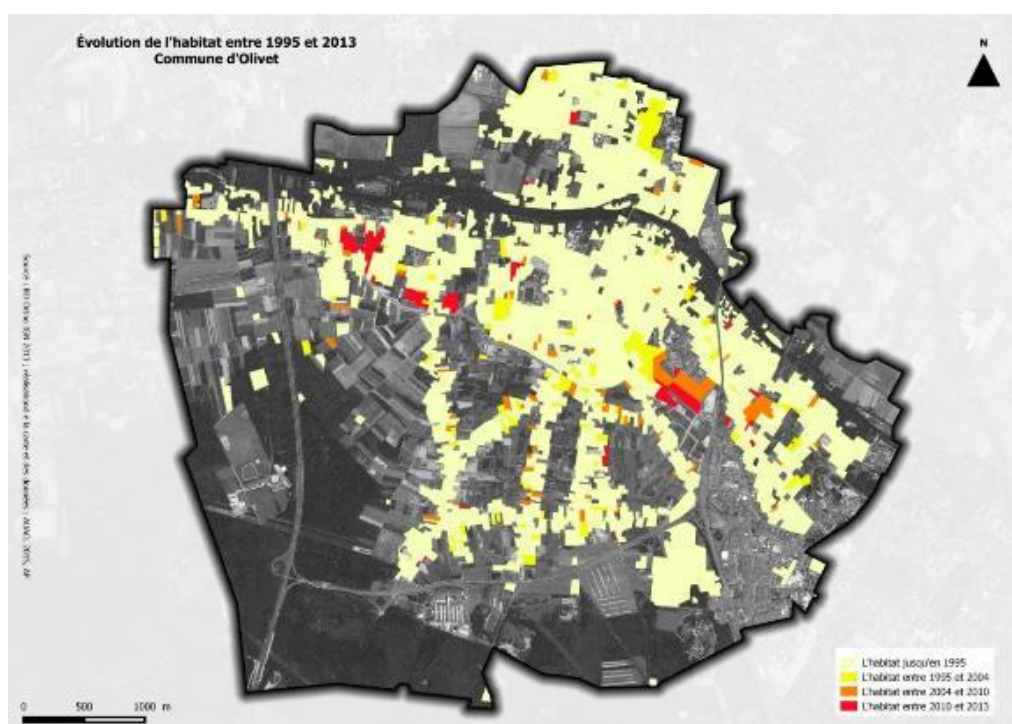 Évolution de l'habitat entre 1995 et 2013
Commune d'Olivet
N
L'habitat jusqu'en 1995
L'habitat entre 1995 et 2004
L'habitat entre 2004 et 2010
L'habitat entre 2010 et 2013
0 500 1000 m